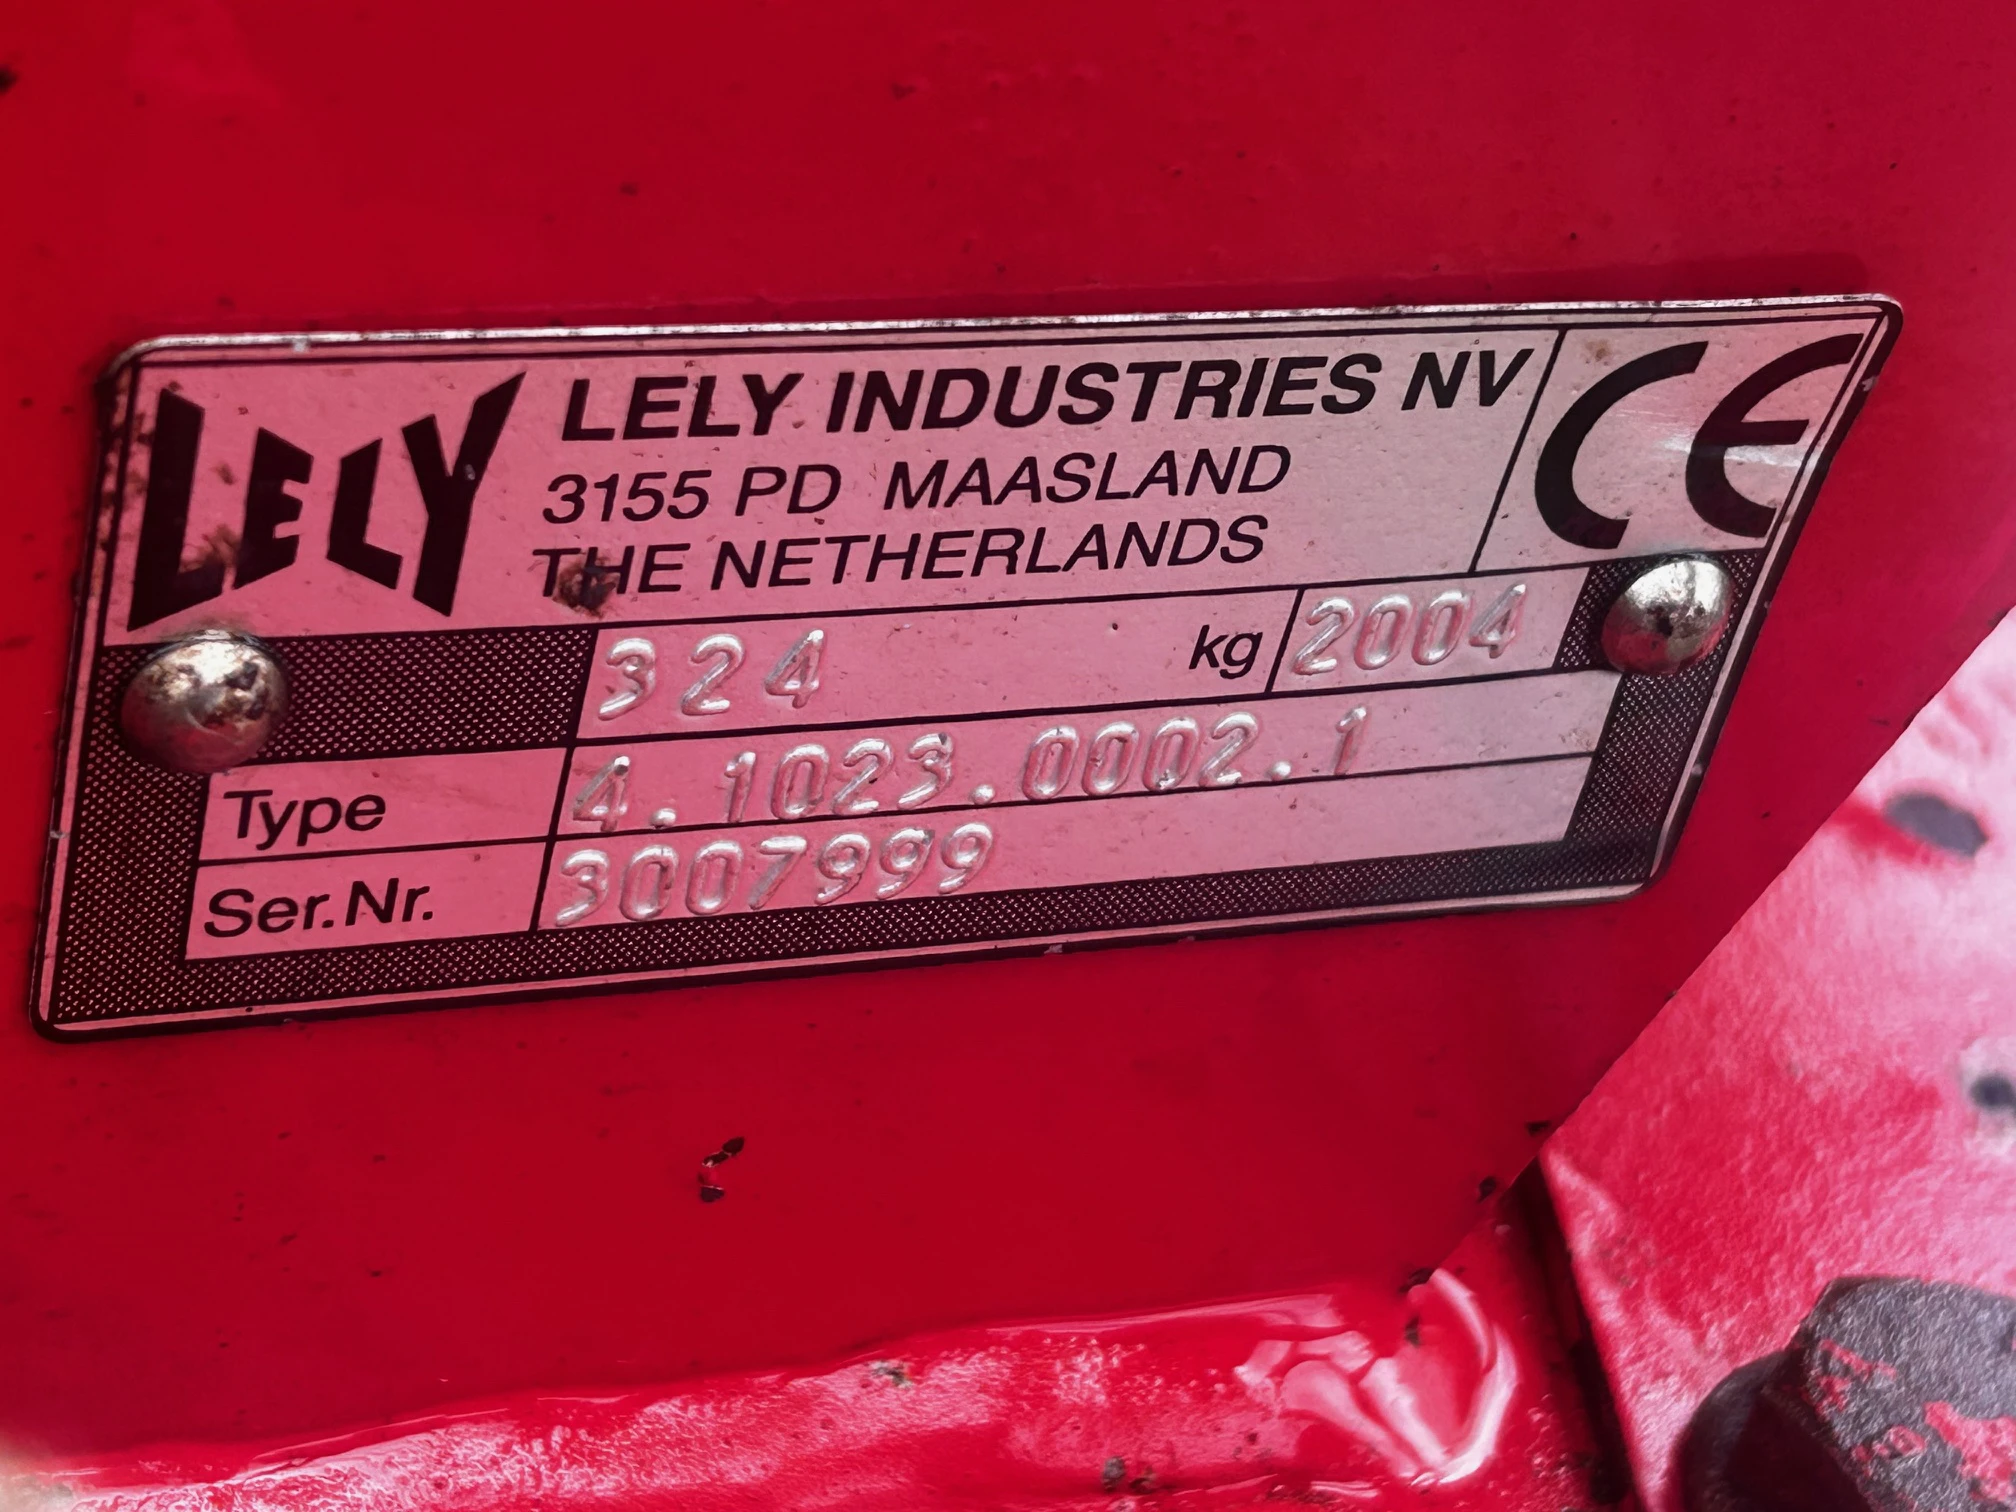 LELY
LELY INDUSTRIES NV
3155 PD MAASLAND
THE NETHERLANDS
CE
324 kg 2004
Type 4.1023.0002.1
Ser.Nr. 3007999